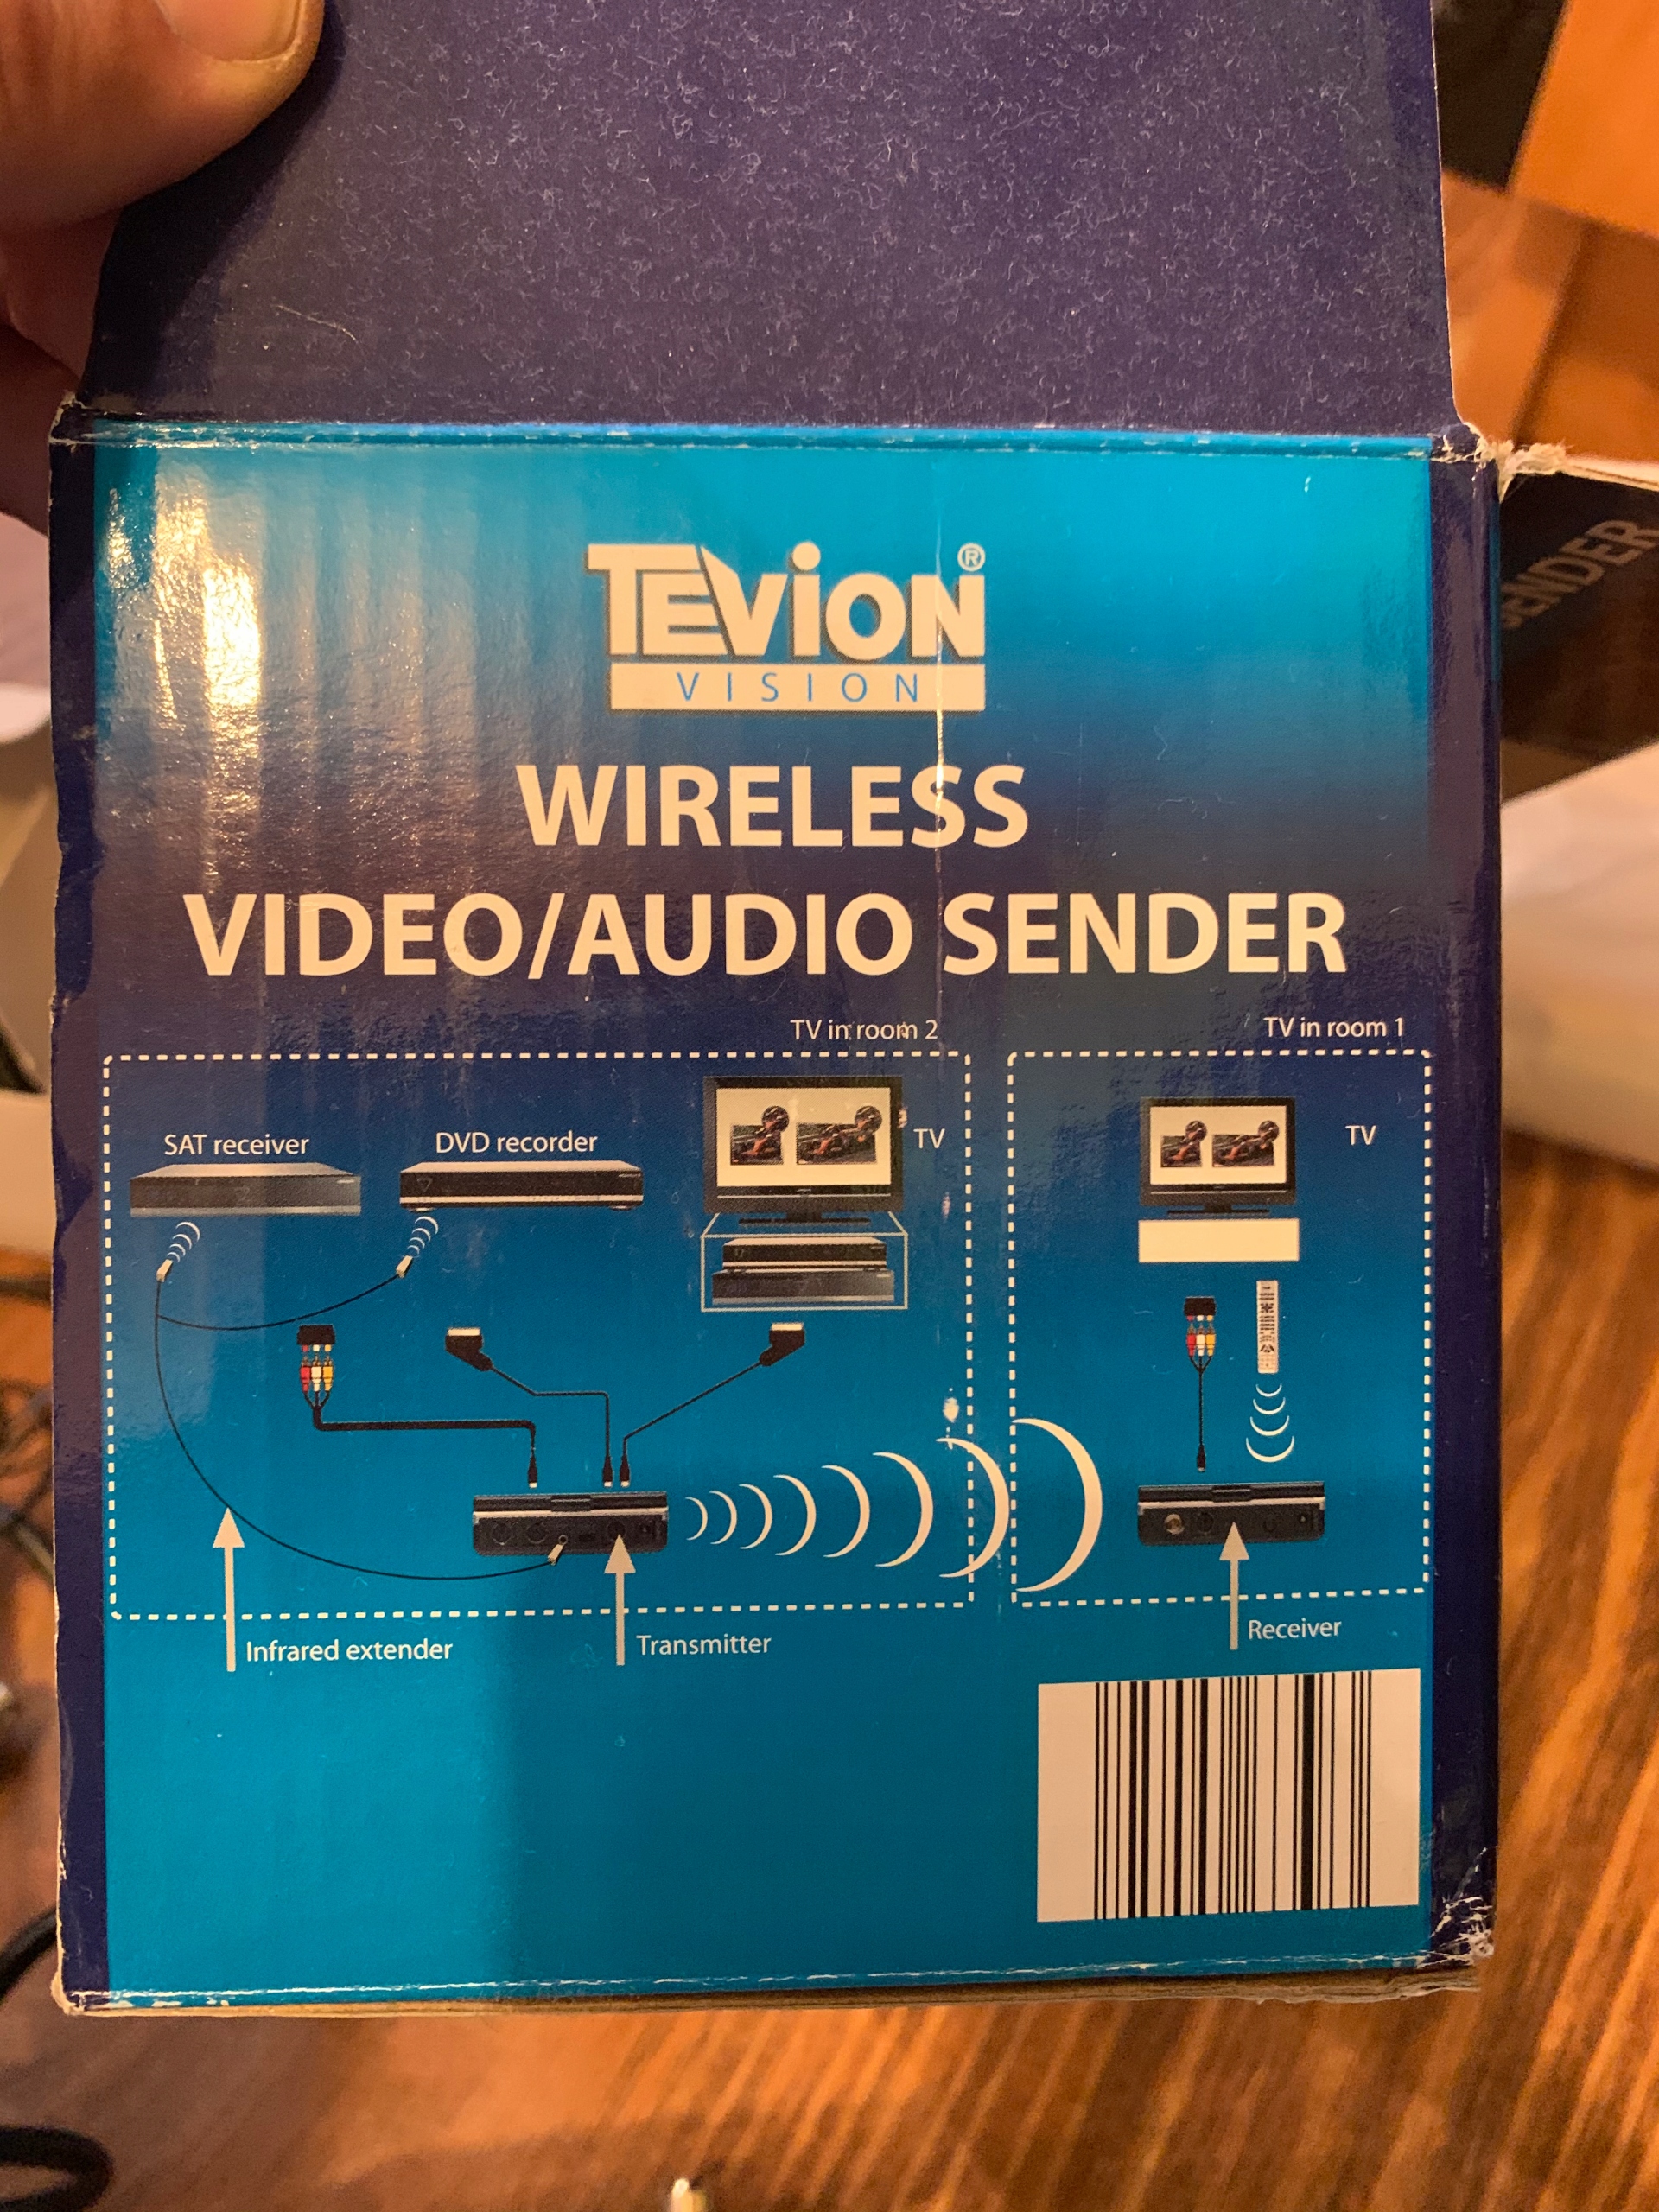 TEViON®
VISION
WIRELESS
VIDEO/AUDIO SENDER
SENDER
TV in room 2
TV in room 1
SAT receiver
DVD recorder
TV
TV
Infrared extender
Transmitter
Receiver